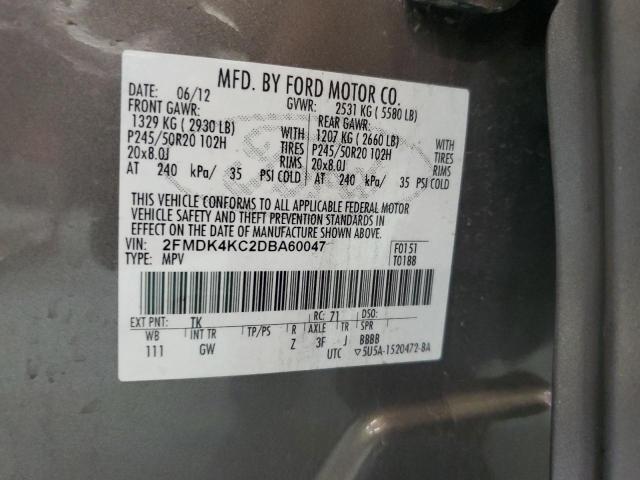 MFD. BY FORD MOTOR CO.
DATE: 06/12 GVWR: 2531 KG ( 5580 LB)
FRONT GAWR: REAR GAWR:
1329 KG ( 2930 LB) WITH 1207 KG ( 2660 LB) WITH
P245/50R20 102H TIRES P245/50R20 102H TIRES
20x8.0J RIMS 20x8.0J RIMS
AT 240 kPa/ 35 PSI COLD AT 240 kPa/ 35 PSI COLD
THIS VEHICLE CONFORMS TO ALL APPLICABLE FEDERAL MOTOR
VEHICLE SAFETY AND THEFT PREVENTION STANDARDS IN
EFFECT ON THE DATE OF MANUFACTURE SHOWN ABOVE.
VIN: 2FMDK4KC2DBA60047 F0151
TYPE: MPV T0188
EXT PNT: TK RC: 71 DSO:
WB INT TR TP/PS R AXLE TR SPR
111 GW Z 3F J BBBB
UTC ▽5U5A-1520472-BA
Ford